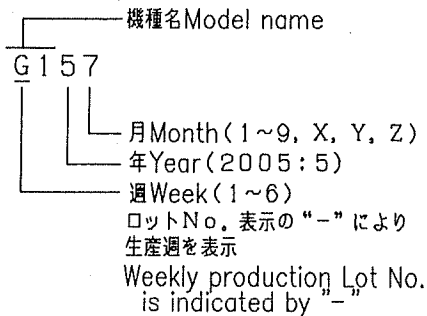 機種名Model name
G157
月Month(1~9, X, Y, Z)
年Year(2005:5)
週Week(1~6)
ロットNo. 表示の"-"により
生産週を表示
Weekly production Lot No.
is indicated by "-"